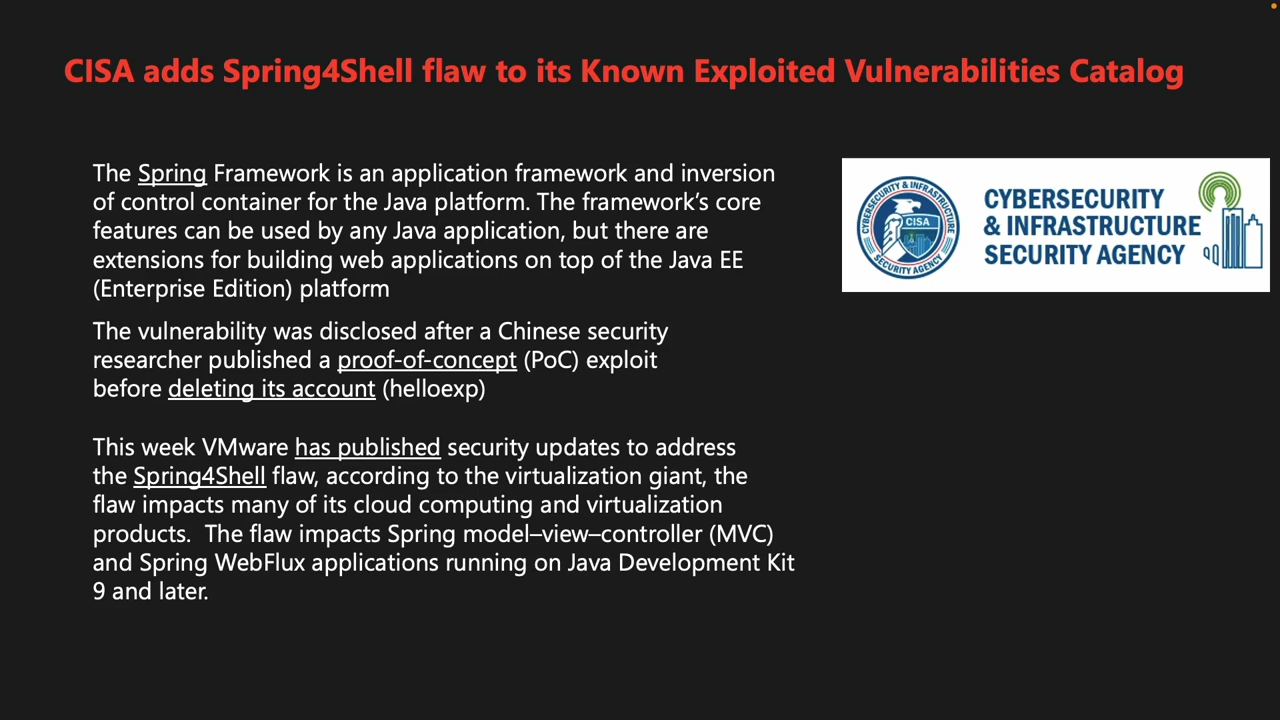 CISA adds Spring4Shell flaw to its Known Exploited Vulnerabilities Catalog
The Spring Framework is an application framework and inversion
of control container for the Java platform. The framework's core
features can be used by any Java application, but there are
extensions for building web applications on top of the Java EE
(Enterprise Edition) platform
The vulnerability was disclosed after a Chinese security
researcher published a proof-of-concept (PoC) exploit
before deleting its account (helloexp)
This week VMware has published security updates to address
the Spring4Shell flaw, according to the virtualization giant, the
flaw impacts many of its cloud computing and virtualization
products.  The flaw impacts Spring model–view–controller (MVC)
and Spring WebFlux applications running on Java Development Kit
9 and later.
CYBERSECURITY & INFRASTRUCTURE
CISA
SECURITY AGENCY
CYBERSECURITY
& INFRASTRUCTURE
SECURITY AGENCY